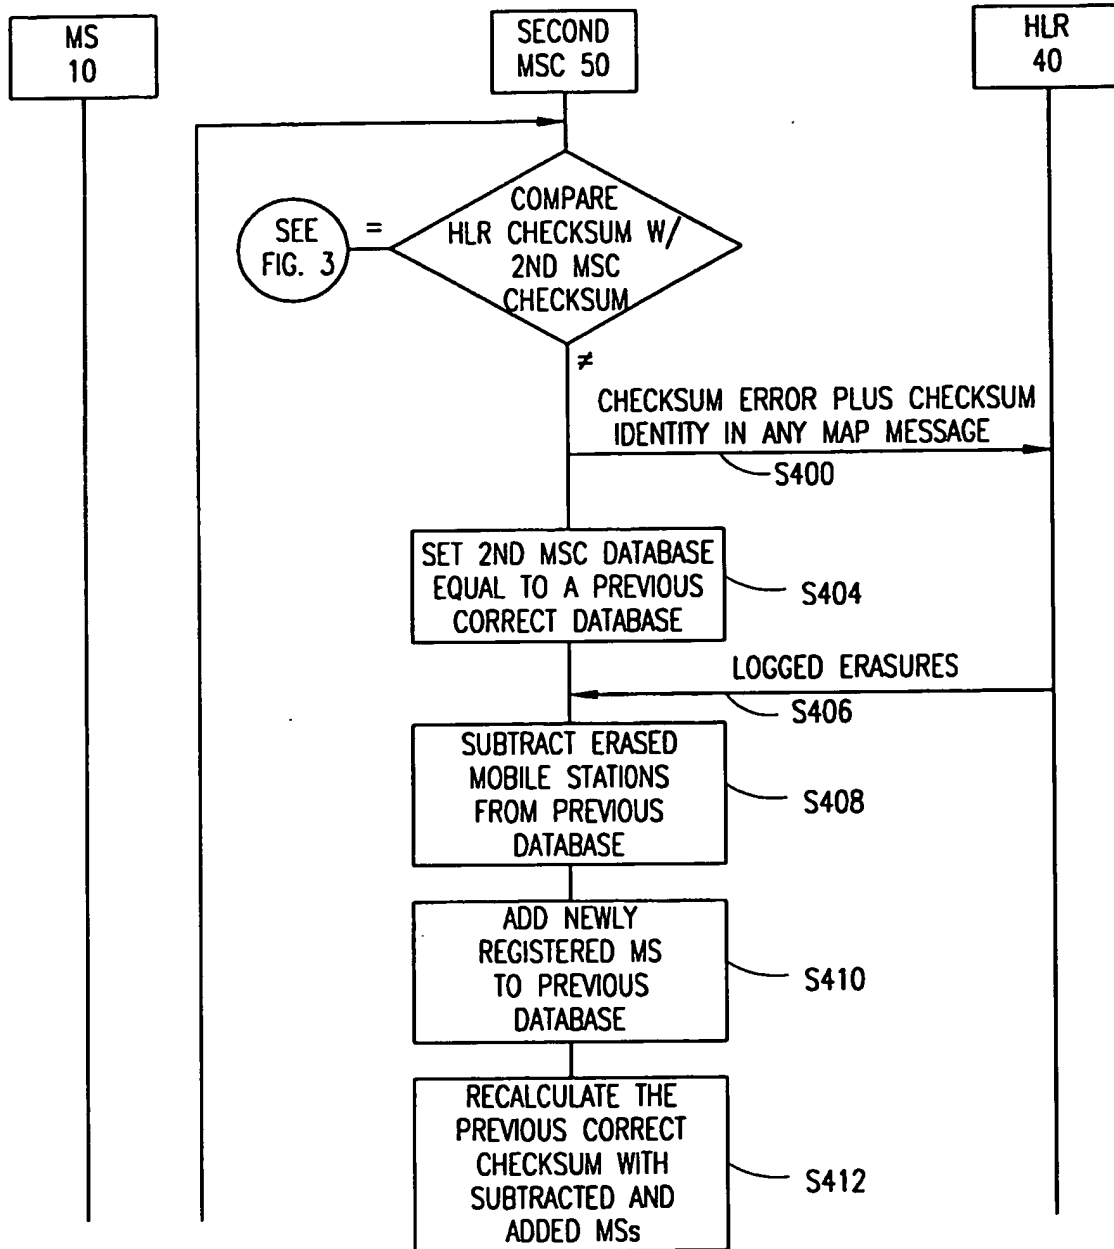 MS
10
SECOND
MSC 50
HLR
40
COMPARE
HLR CHECKSUM W/
2ND MSC
CHECKSUM
SEE
FIG. 3
=
≠
CHECKSUM ERROR PLUS CHECKSUM
IDENTITY IN ANY MAP MESSAGE
S400
SET 2ND MSC DATABASE
EQUAL TO A PREVIOUS
CORRECT DATABASE
S404
LOGGED ERASURES
S406
SUBTRACT ERASED
MOBILE STATIONS
FROM PREVIOUS
DATABASE
S408
ADD NEWLY
REGISTERED MS
TO PREVIOUS
DATABASE
S410
RECALCULATE THE
PREVIOUS CORRECT
CHECKSUM WITH
SUBTRACTED AND
ADDED MSs
S412